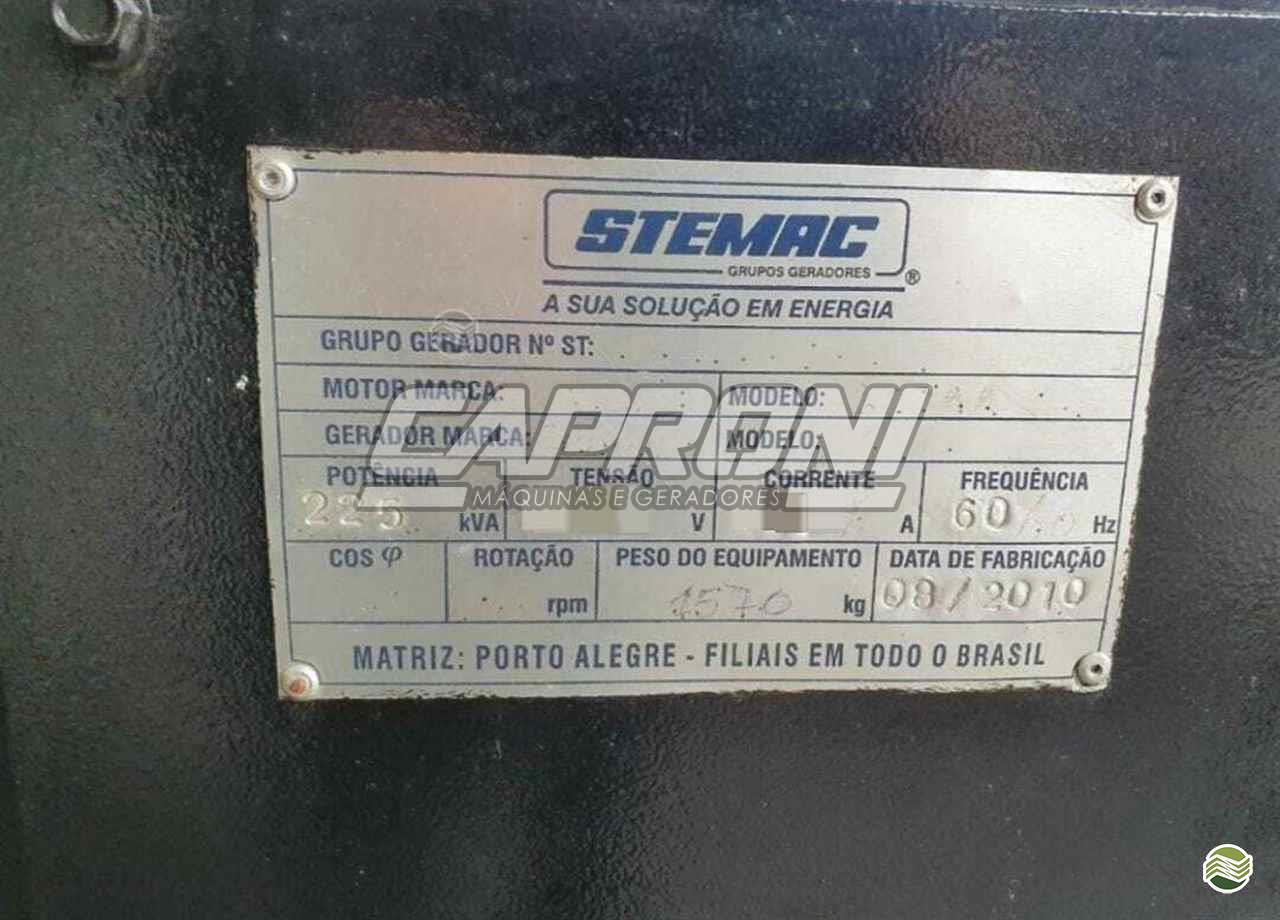 STEMAC
GRUPOS GERADORES ®
A SUA SOLUÇÃO EM ENERGIA
GRUPO GERADOR Nº ST:
MOTOR MARCA: MODELO:
GERADOR MARCA: MODELO:
CAPRONI
MÁQUINAS E GERADORES
POTÊNCIA TENSÃO CORRENTE FREQUÊNCIA
225 kVA V A 60 Hz
COS φ ROTAÇÃO PESO DO EQUIPAMENTO DATA DE FABRICAÇÃO
rpm 1570 kg 08/2010
MATRIZ: PORTO ALEGRE - FILIAIS EM TODO O BRASIL